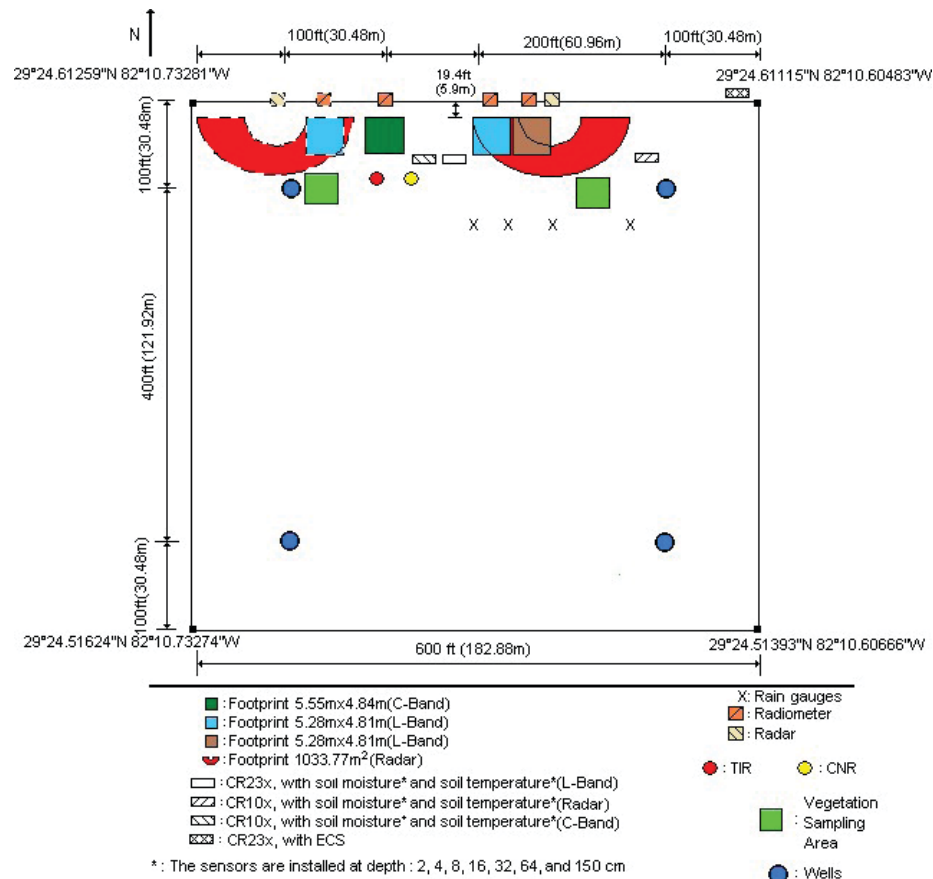 N
100ft(30.48m)
200ft(60.96m)
100ft(30.48m)
29°24.61259"N 82°10.73281"W
19.4ft
(5.9m)
29°24.61115"N 82°10.60483"W
100ft(30.48m)
X X X X
400ft (121.92m)
100ft(30.48m)
29°24.51624"N 82°10.73274"W
600 ft (182.88m)
29°24.51393"N 82°10.60666"W
: Footprint 5.55mx4.84m(C-Band)
: Footprint 5.28mx4.81m(L-Band)
: Footprint 5.28mx4.81m(L-Band)
: Footprint 1033.77m²(Radar)
: CR23x, with soil moisture* and soil temperature*(L-Band)
: CR10x, with soil moisture* and soil temperature*(Radar)
: CR10x, with soil moisture* and soil temperature*(C-Band)
: CR23x, with ECS
* : The sensors are installed at depth : 2, 4, 8, 16, 32, 64, and 150 cm
X: Rain gauges
: Radiometer
: Radar
: TIR
: CNR
Vegetation
: Sampling
Area
: Wells